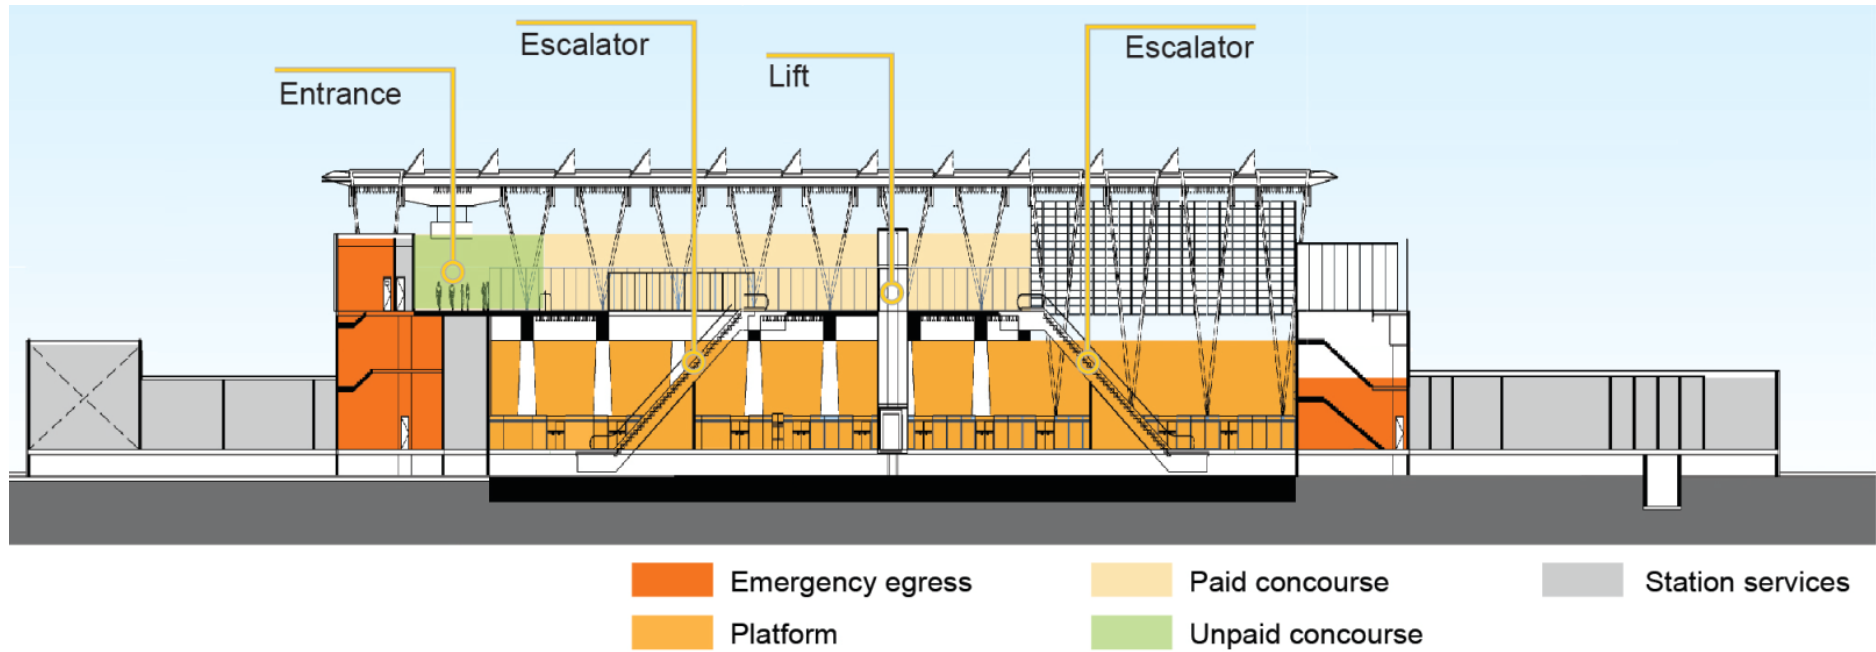 Escalator
Escalator
Lift
Entrance
Emergency egress
Paid concourse
Station services
Platform
Unpaid concourse